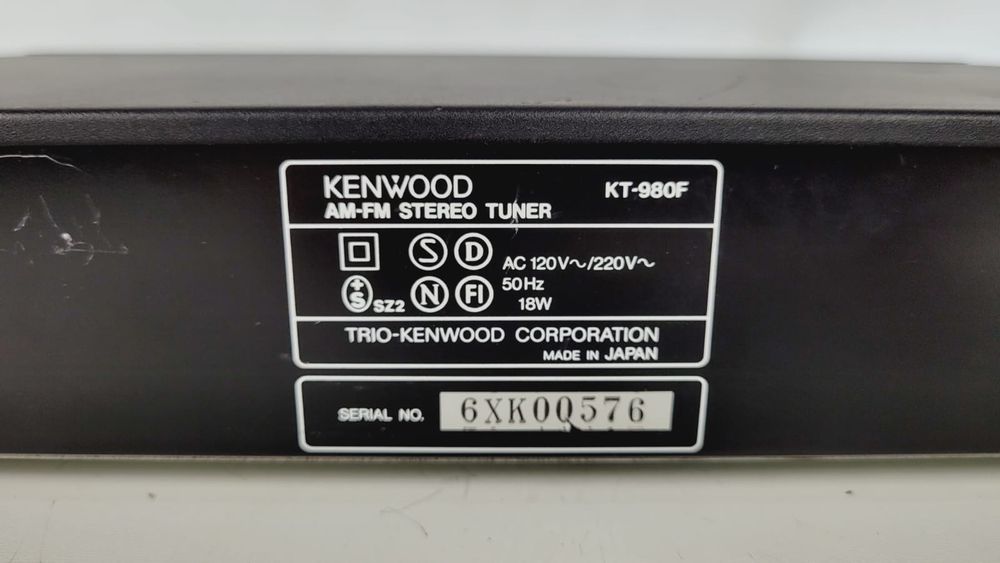 KENWOOD KT-980F
AM-FM STEREO TUNER
S D AC 120V~/220V~
+S SZ2 N FI 50Hz
18W
TRIO-KENWOOD CORPORATION
MADE IN JAPAN
SERIAL NO. 6XK00576